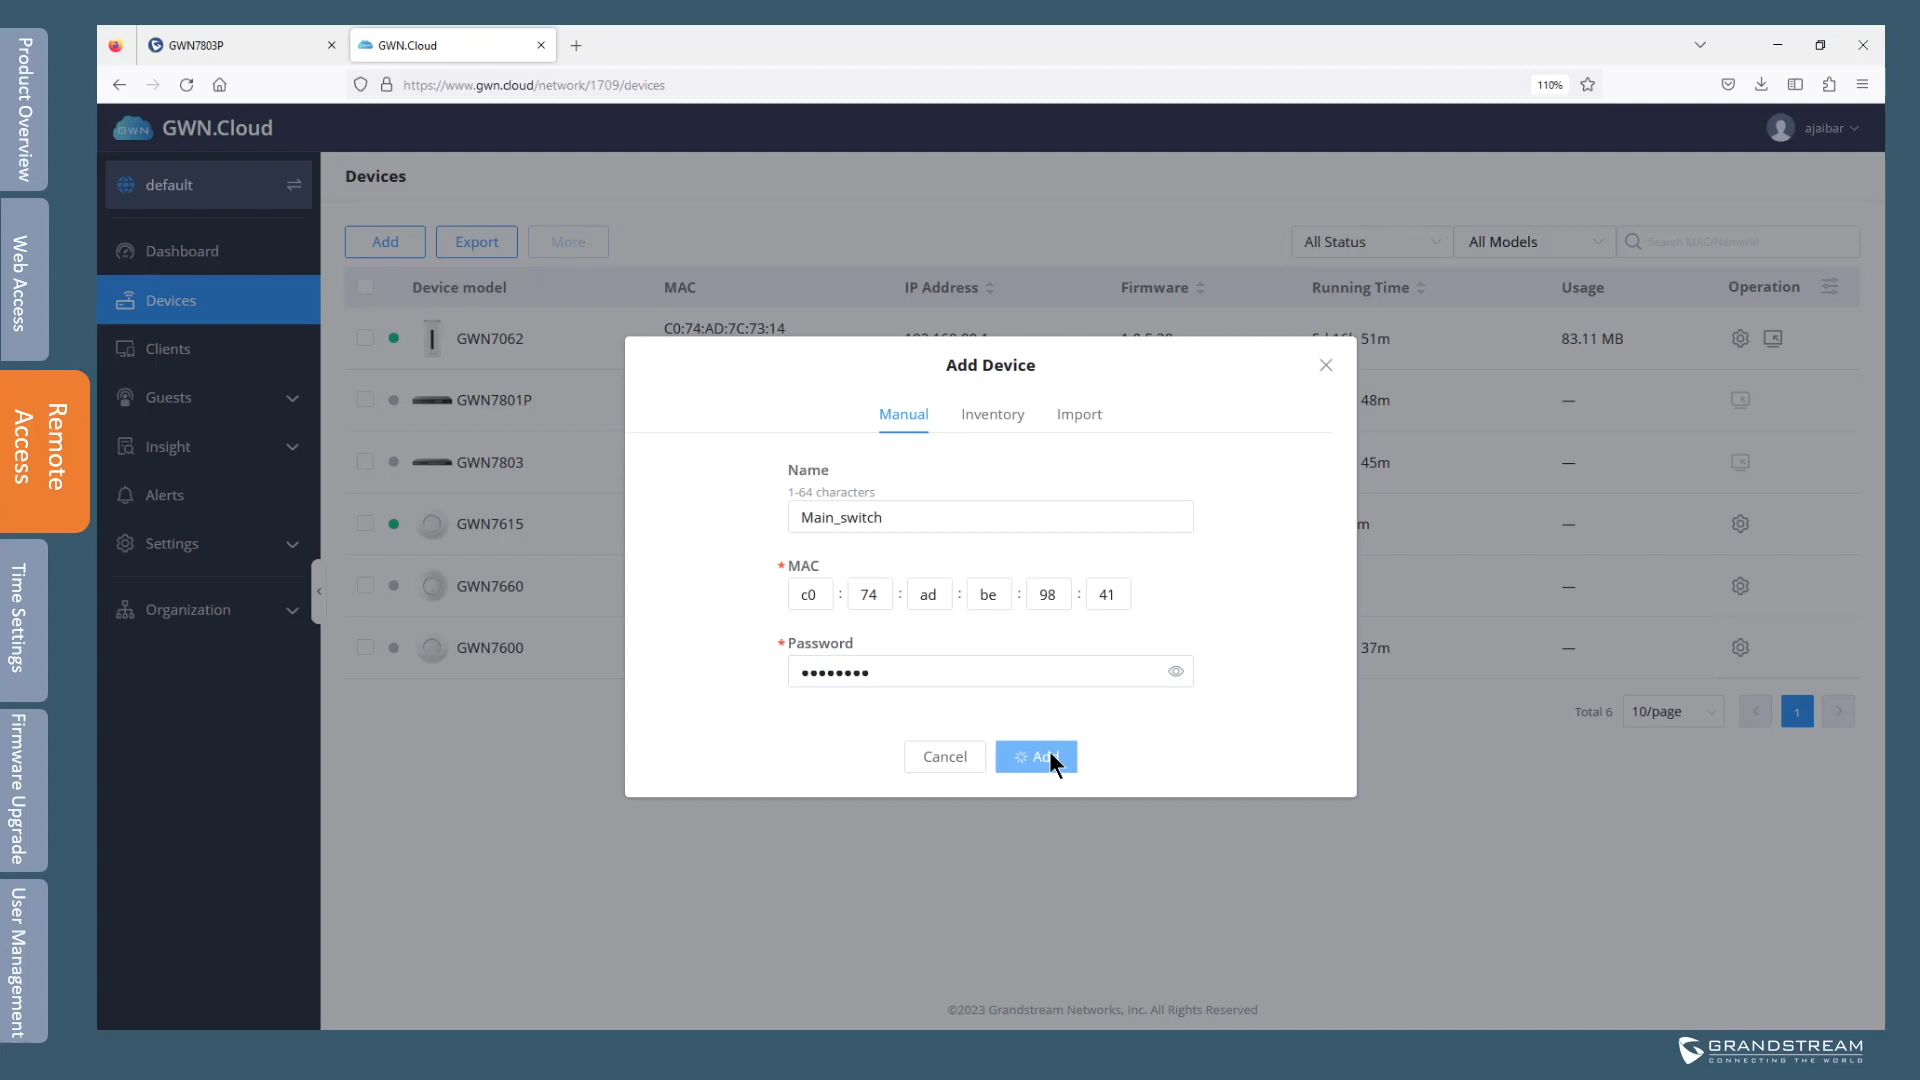 Product Overview
Web Access
Remote
Access
Time Settings
Firmware Upgrade
User Management
GWN7803P
GWN.Cloud
https://www.gwn.cloud/network/1709/devices
110%
GWN
GWN.Cloud
ajaibar
default
Dashboard
Devices
Clients
Guests
Insight
Alerts
Settings
Organization
Devices
Add
Export
More
All Status
All Models
Search MAC/Name/IP
Device model
MAC
IP Address
Firmware
Running Time
Usage
Operation
GWN7062
C0:74:AD:7C:73:14
51m
83.11 MB
GWN7801P
48m
—
GWN7803
45m
—
GWN7615
m
—
GWN7660
—
GWN7600
37m
—
Total 6
10/page
1
Add Device
Manual
Inventory
Import
Name
1-64 characters
Main_switch
* MAC
c0 : 74 : ad : be : 98 : 41
* Password
••••••••
Cancel
Add
©2023 Grandstream Networks, Inc. All Rights Reserved
GRANDSTREAM
CONNECTING THE WORLD